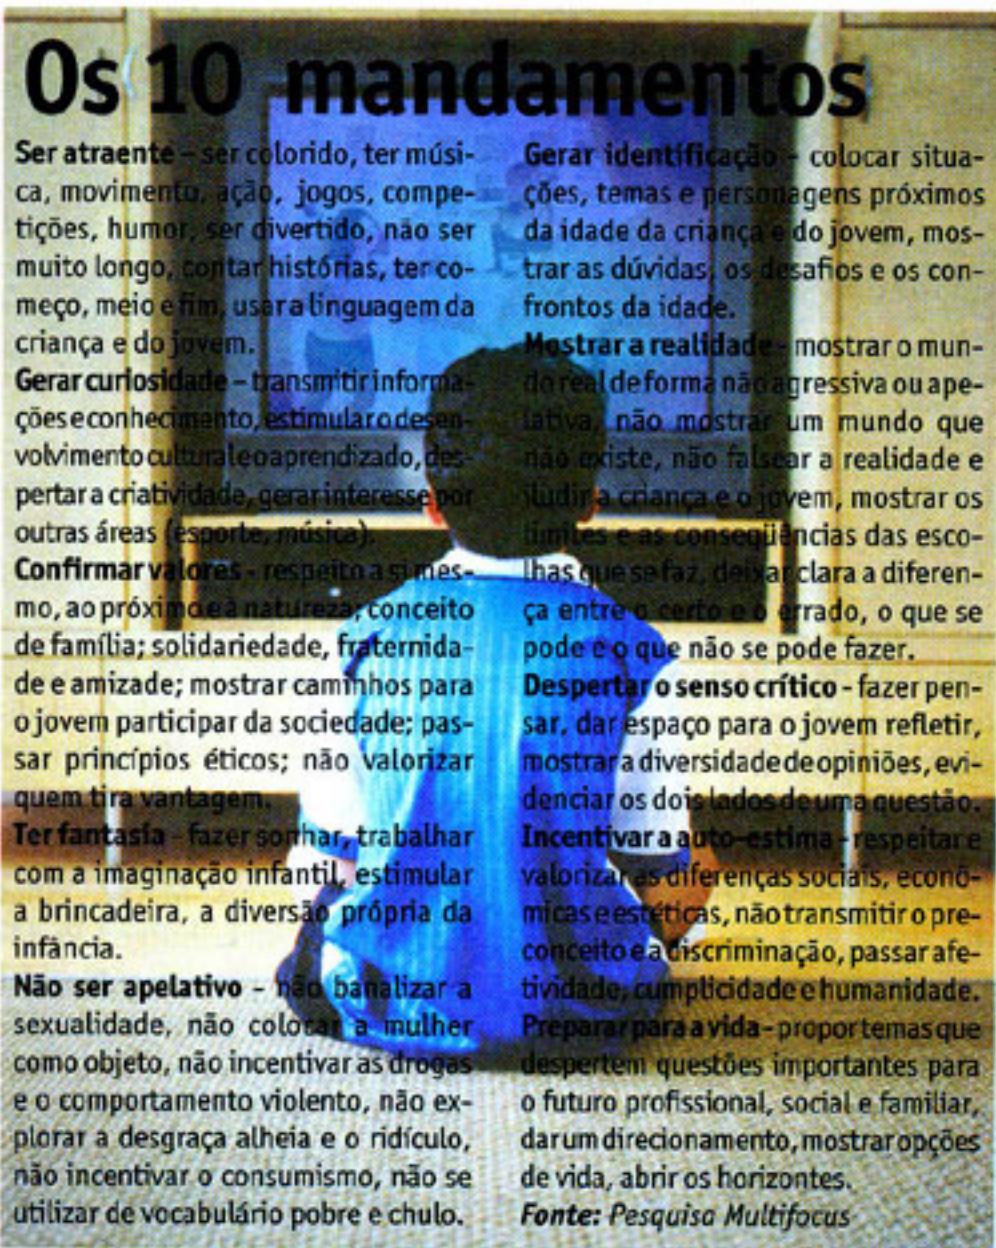 Os 10 mandamentos
Ser atraente – ser colorido, ter músi-
ca, movimento, ação, jogos, compe-
tições, humor, ser divertido, não ser
muito longo, contar histórias, ter co-
meço, meio e fim, usar a linguagem da
criança e do jovem.
Gerar curiosidade – transmitir informa-
ções e conhecimento, estimular o desen-
volvimento cultural e o aprendizado, des-
pertar a criatividade, gerar interesse por
outras áreas (esporte, música).
Confirmar valores - respeito a si mes-
mo, ao próximo e à natureza; conceito
de família; solidariedade, fraternida-
de e amizade; mostrar caminhos para
o jovem participar da sociedade; pas-
sar princípios éticos; não valorizar
quem tira vantagem.
Ter fantasia – fazer sonhar, trabalhar
com a imaginação infantil, estimular
a brincadeira, a diversão própria da
infância.
Não ser apelativo – não banalizar a
sexualidade, não colocar a mulher
como objeto, não incentivar as drogas
e o comportamento violento, não ex-
plorar a desgraça alheia e o ridículo,
não incentivar o consumismo, não se
utilizar de vocabulário pobre e chulo.
Gerar identificação - colocar situa-
ções, temas e personagens próximos
da idade da criança e do jovem, mos-
trar as dúvidas, os desafios e os con-
frontos da idade.
Mostrar a realidade - mostrar o mun-
do real de forma não agressiva ou ape-
lativa, não mostrar um mundo que
não existe, não falsear a realidade e
iludir a criança e o jovem, mostrar os
limites e as conseqüências das esco-
lhas que se faz, deixar clara a diferen-
ça entre o certo e o errado, o que se
pode e o que não se pode fazer.
Despertar o senso crítico - fazer pen-
sar, dar espaço para o jovem refletir,
mostrar a diversidade de opiniões, evi-
denciar os dois lados de uma questão.
Incentivar a auto-estima - respeitar e
valorizar as diferenças sociais, econô-
micas e estéticas, não transmitir o pre-
conceito e a discriminação, passar afe-
tividade, cumplicidade e humanidade.
Preparar para a vida - propor temas que
despertem questões importantes para
o futuro profissional, social e familiar,
dar um direcionamento, mostrar opções
de vida, abrir os horizontes.
Fonte: Pesquisa Multifocus